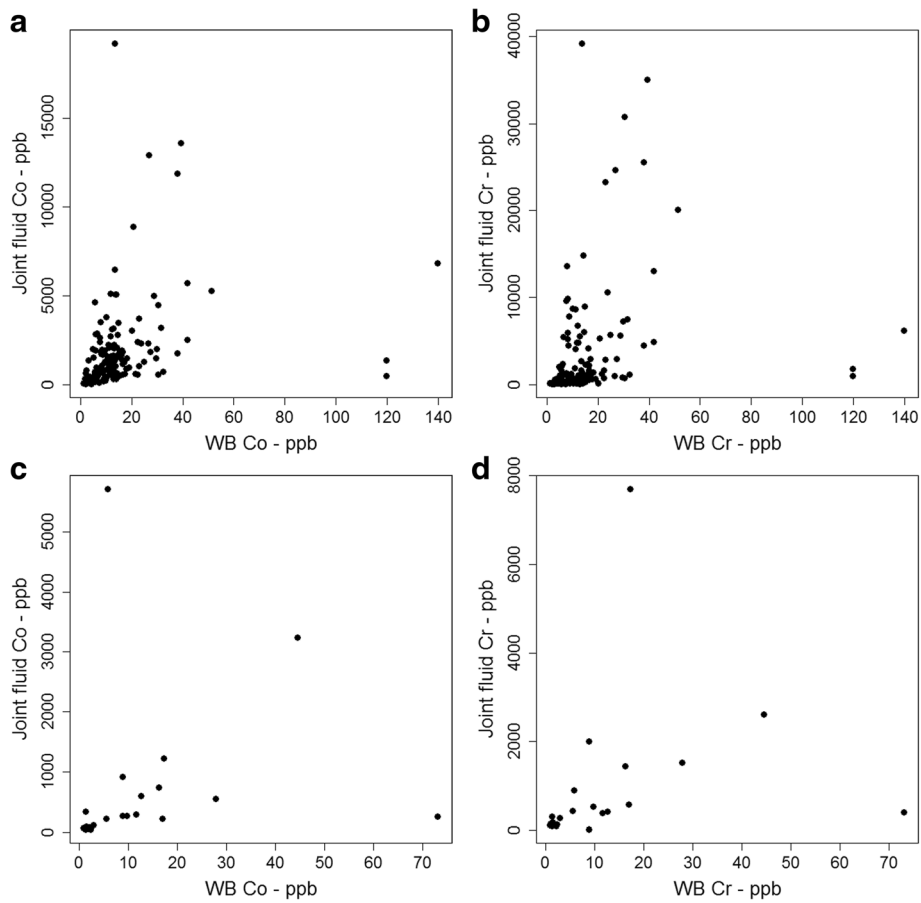 a
15000
10000
5000
0
Joint fluid Co - ppb
0 20 40 60 80 100 120 140
WB Co - ppb
b
40000
30000
20000
10000
0
Joint fluid Cr - ppb
0 20 40 60 80 100 120 140
WB Cr - ppb
c
5000
4000
3000
2000
1000
0
Joint fluid Co - ppb
0 10 20 30 40 50 60 70
WB Co - ppb
d
8000
6000
4000
2000
0
Joint fluid Cr - ppb
0 10 20 30 40 50 60 70
WB Cr - ppb